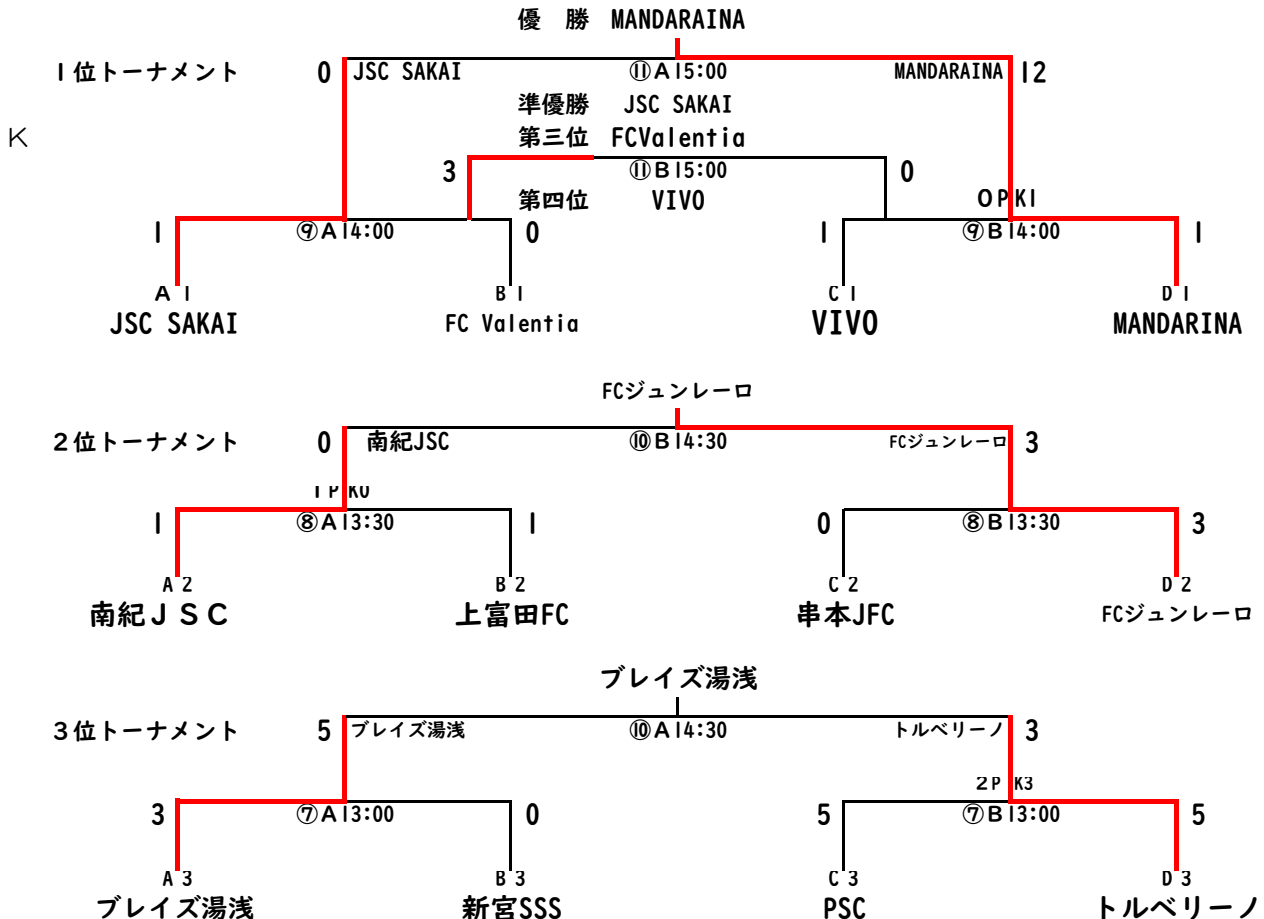 優　勝 MANDARAINA
1位トーナメント 0 JSC SAKAI ⑪A15:00 MANDARAINA 12
準優勝 JSC SAKAI
K 第三位 FCValentia
3 ⑪B15:00 0
第四位 VIVO 0PK1
1 ⑨A14:00 0 1 ⑨B14:00 1
A1 B1 C1 D1
JSC SAKAI FC Valentia VIVO MANDARINA
FCジュンレーロ
2位トーナメント 0 南紀JSC ⑩B14:30 FCジュンレーロ 3
1PK0
1 ⑧A13:30 1 0 ⑧B13:30 3
A2 B2 C2 D2
南紀ＪＳＣ 上富田FC 串本JFC FCジュンレーロ
ブレイズ湯浅
3位トーナメント 5 ブレイズ湯浅 ⑩A14:30 トルベリーノ 3
2PK3
3 ⑦A13:00 0 5 ⑦B13:00 5
A3 B3 C3 D3
ブレイズ湯浅 新宮SSS PSC トルベリーノ